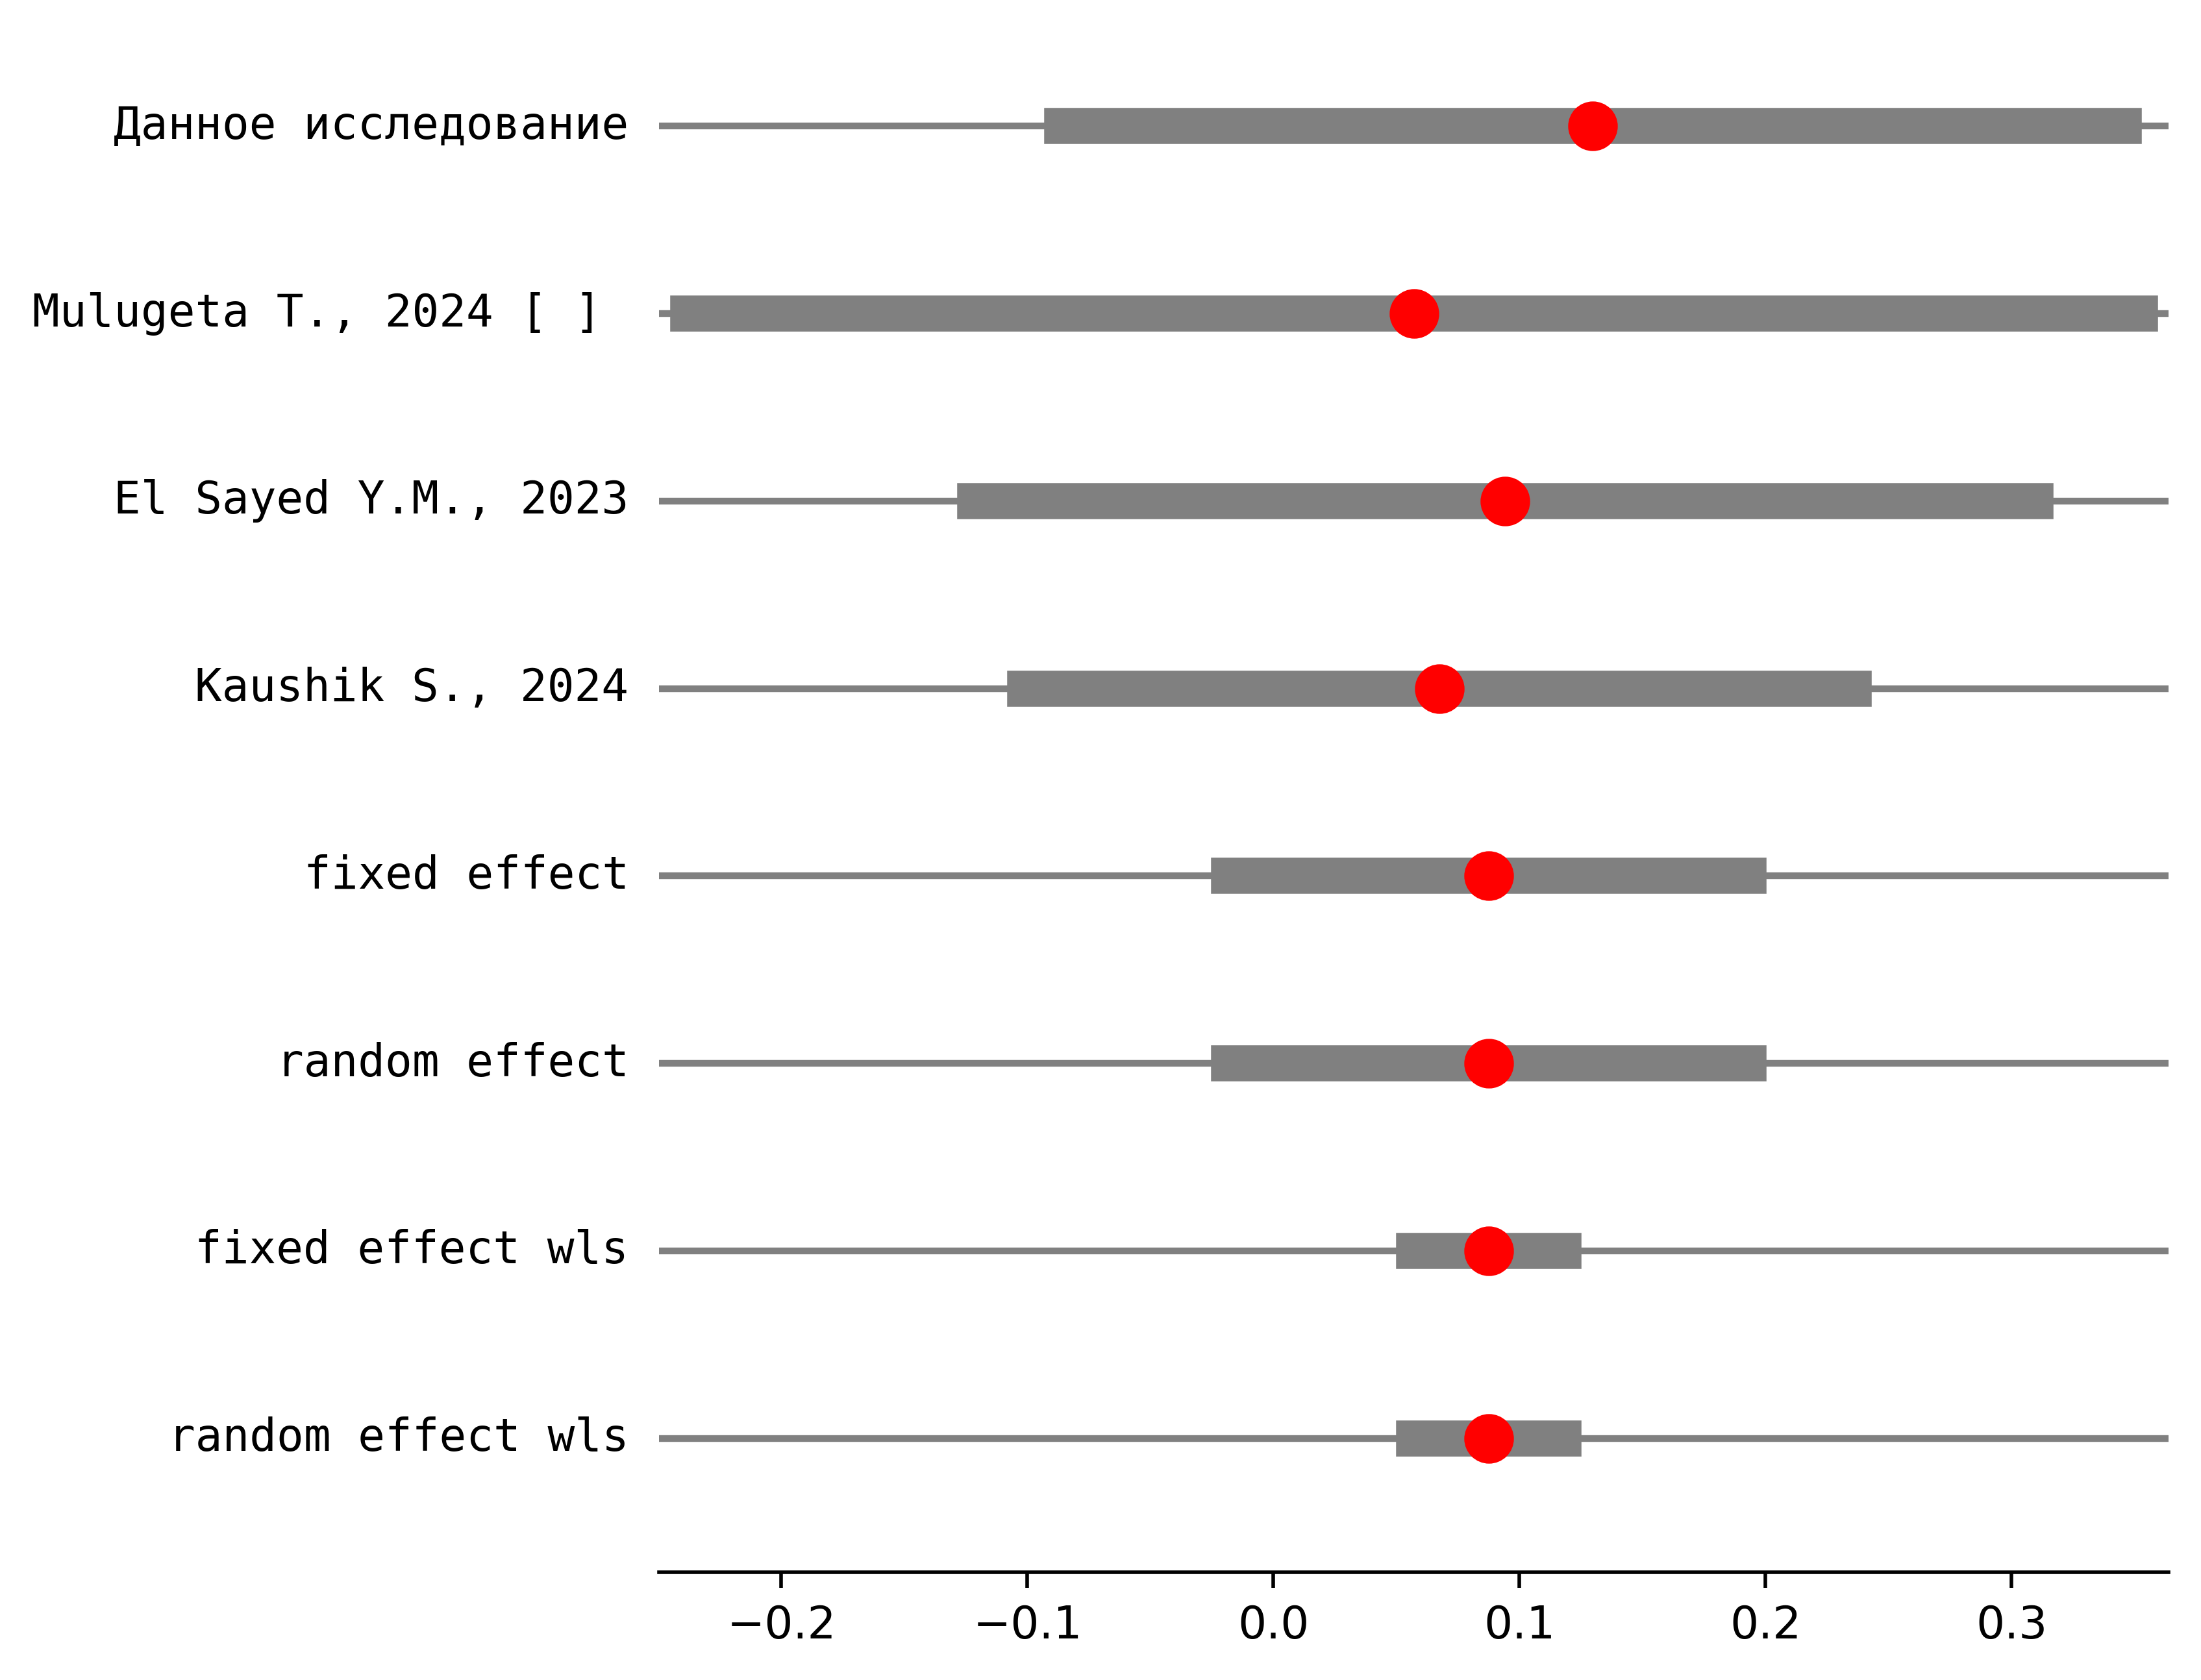 Данное исследование
Mulugeta T., 2024 [ ]
El Sayed Y.M., 2023
Kaushik S., 2024
fixed effect
random effect
fixed effect wls
random effect wls
−0.2 −0.1 0.0 0.1 0.2 0.3